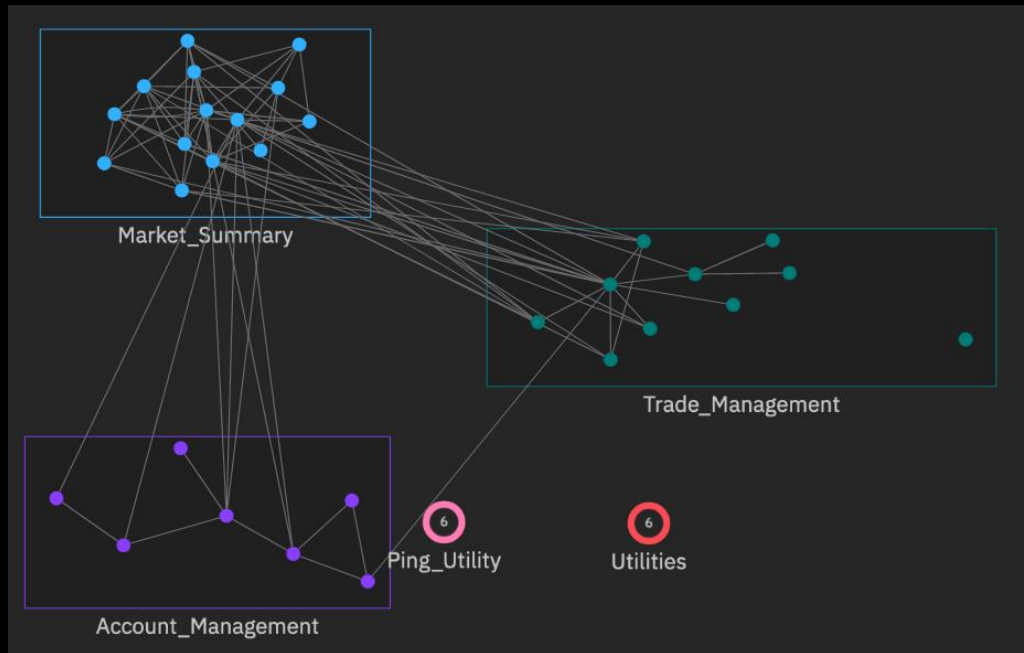 Market_Summary
Trade_Management
6
6
Ping_Utility
Utilities
Account_Management